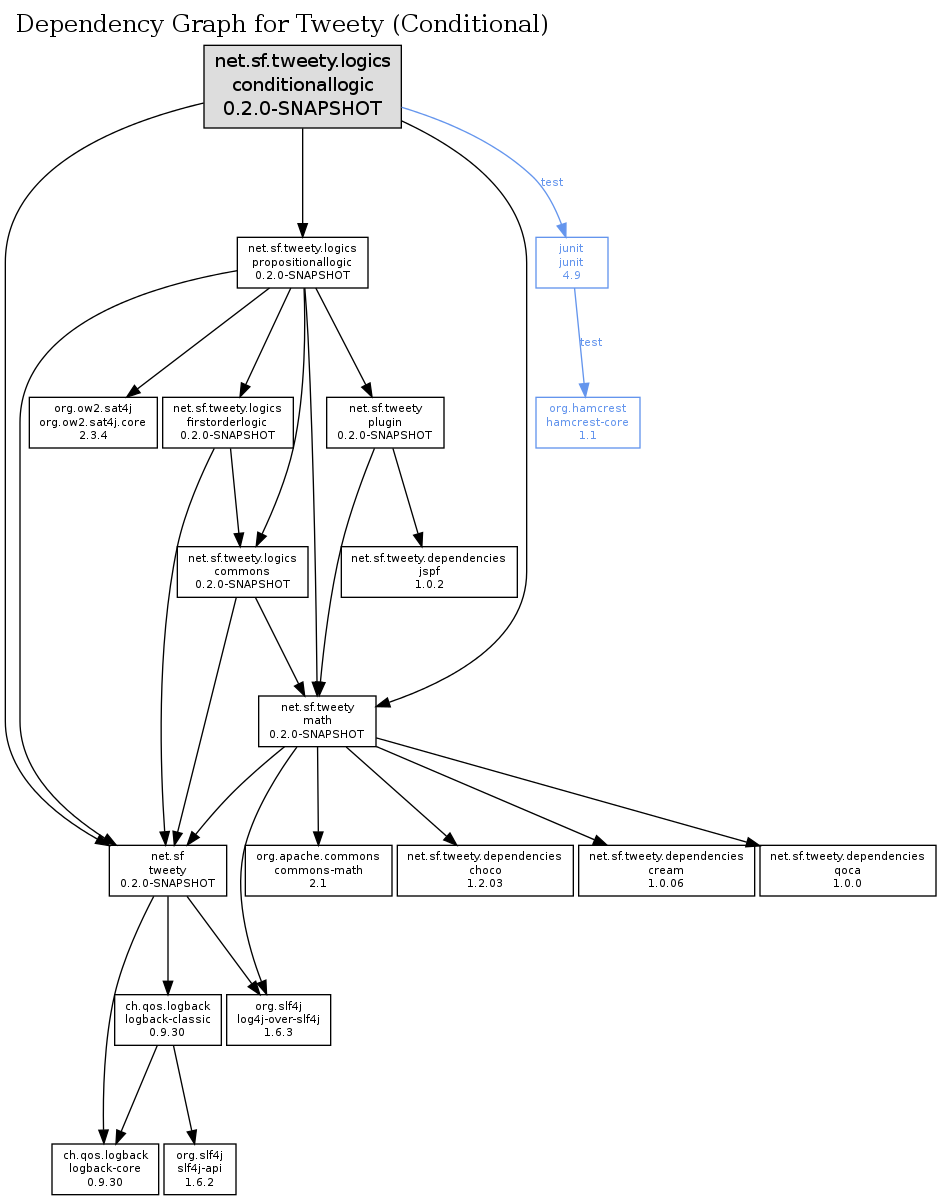 Dependency Graph for Tweety (Conditional)
net.sf.tweety.logics
conditionallogic
0.2.0-SNAPSHOT
test
net.sf.tweety.logics
propositionallogic
0.2.0-SNAPSHOT
junit
junit
4.9
test
org.ow2.sat4j
org.ow2.sat4j.core
2.3.4
net.sf.tweety.logics
firstorderlogic
0.2.0-SNAPSHOT
net.sf.tweety
plugin
0.2.0-SNAPSHOT
org.hamcrest
hamcrest-core
1.1
net.sf.tweety.logics
commons
0.2.0-SNAPSHOT
net.sf.tweety.dependencies
jspf
1.0.2
net.sf.tweety
math
0.2.0-SNAPSHOT
net.sf
tweety
0.2.0-SNAPSHOT
org.apache.commons
commons-math
2.1
net.sf.tweety.dependencies
choco
1.2.03
net.sf.tweety.dependencies
cream
1.0.06
net.sf.tweety.dependencies
qoca
1.0.0
ch.qos.logback
logback-classic
0.9.30
org.slf4j
log4j-over-slf4j
1.6.3
ch.qos.logback
logback-core
0.9.30
org.slf4j
slf4j-api
1.6.2